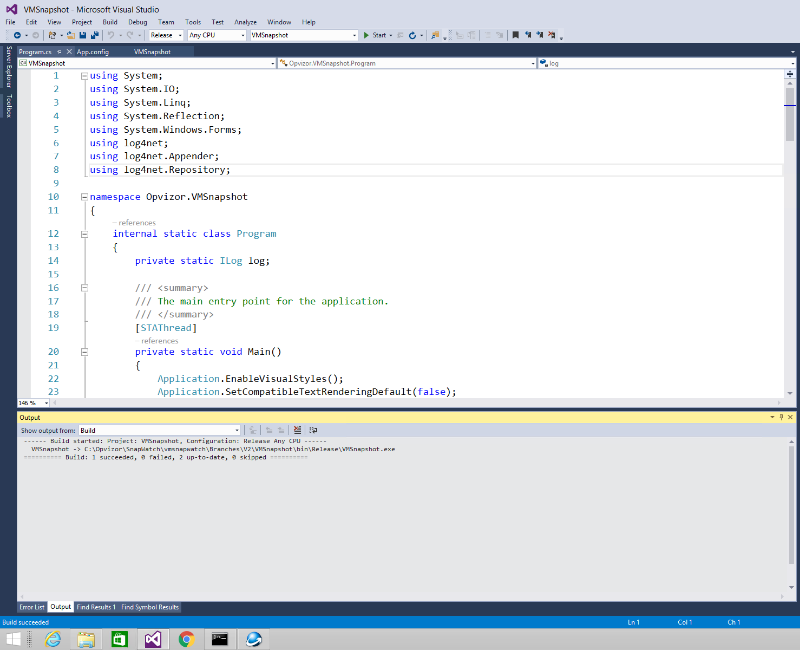 VMSnapshot - Microsoft Visual Studio
File Edit View Project Build Debug Team Tools Test Analyze Window Help
Release Any CPU VMSnapshot Start
Program.cs App.config VMSnapshot
VMSnapshot Opvizor.VMSnapshot.Program log
Server Explorer
Toolbox
1 using System;
2 using System.IO;
3 using System.Linq;
4 using System.Reflection;
5 using System.Windows.Forms;
6 using log4net;
7 using log4net.Appender;
8 using log4net.Repository;
9
10 namespace Opvizor.VMSnapshot
11 {
- references
12 internal static class Program
13 {
14 private static ILog log;
15
16 /// <summary>
17 /// The main entry point for the application.
18 /// </summary>
19 [STAThread]
references
20 private static void Main()
21 {
22 Application.EnableVisualStyles();
23 Application.SetCompatibleTextRenderingDefault(false);
146 %
Output
Show output from: Build
------ Build started: Project: VMSnapshot, Configuration: Release Any CPU ------
VMSnapshot -> C:\Opvizor\SnapWatch\vmsnapwatch\Branches\V2\VMSnapshot\bin\Release\VMSnapshot.exe
========== Build: 1 succeeded, 0 failed, 2 up-to-date, 0 skipped ==========
Error List Output Find Results 1 Find Symbol Results
Build succeeded Ln 1 Col 1 Ch 1